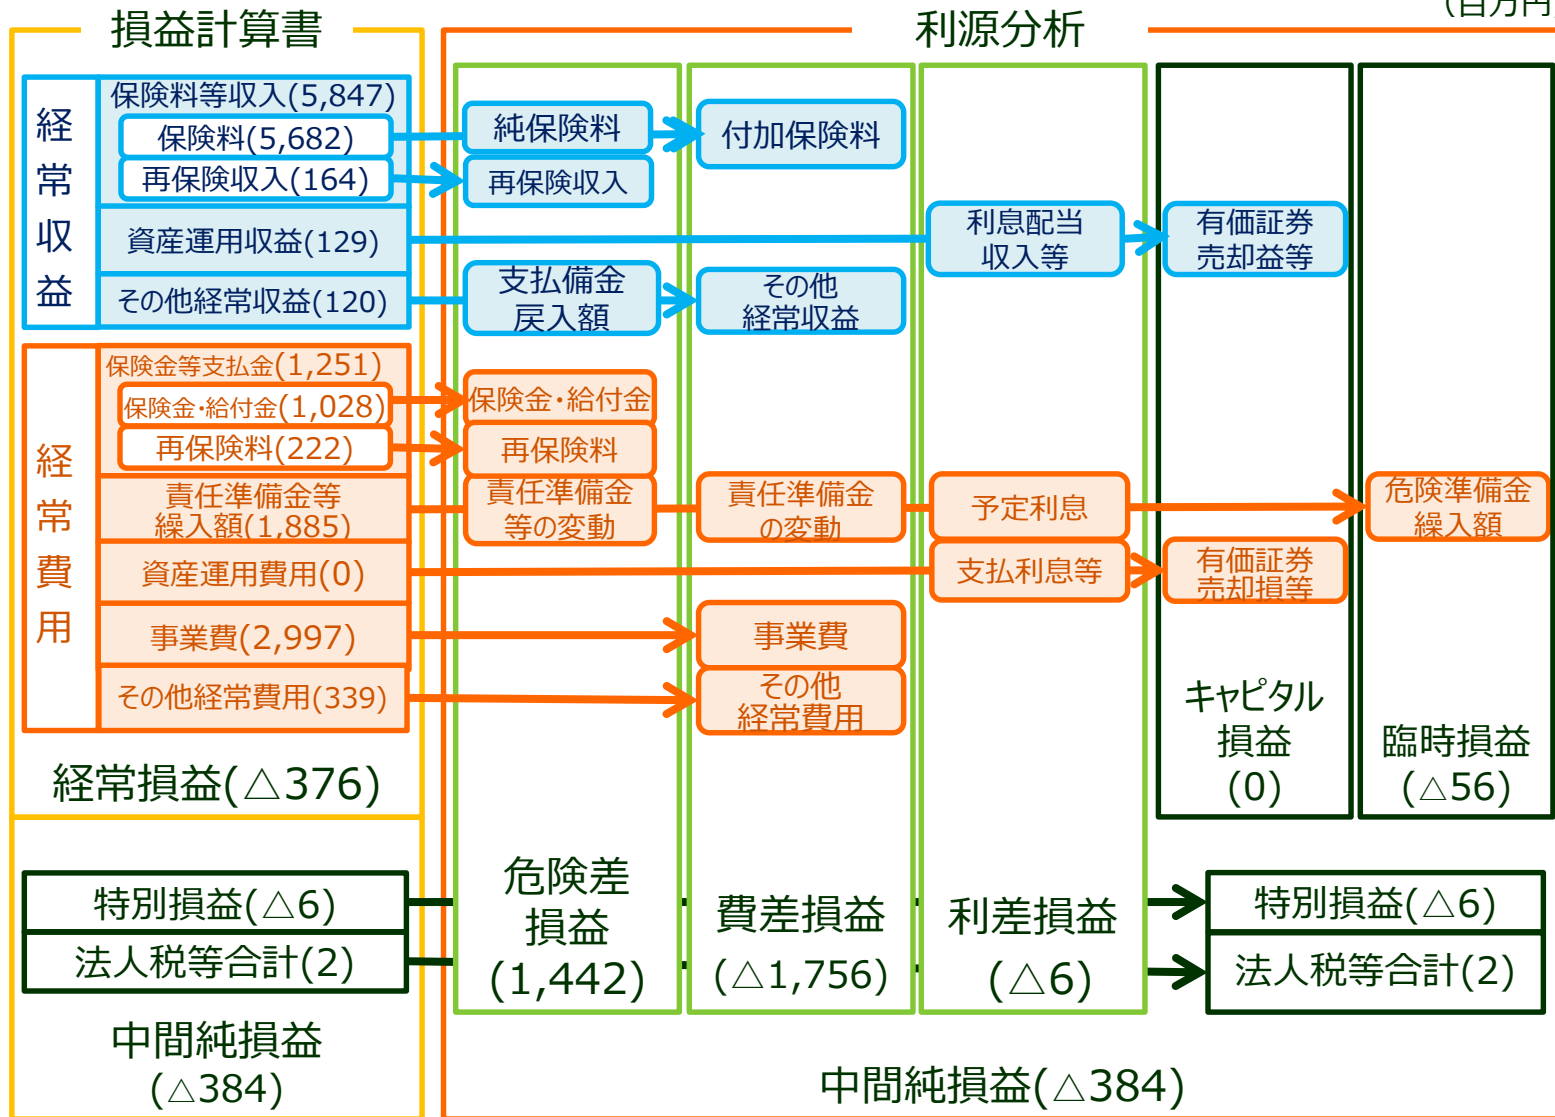 (百万円
損益計算書
経
常
収
益
保険料等収入(5,847)
保険料(5,682)
再保険収入(164)
資産運用収益(129)
その他経常収益(120)
経
常
費
用
保険金等支払金(1,251)
保険金・給付金(1,028)
再保険料(222)
責任準備金等
繰入額(1,885)
資産運用費用(0)
事業費(2,997)
その他経常費用(339)
経常損益(△376)
特別損益(△6)
法人税等合計(2)
中間純損益
(△384)
利源分析
純保険料
再保険収入
支払備金
戻入額
保険金・給付金
再保険料
責任準備金
等の変動
危険差
損益
(1,442)
付加保険料
その他
経常収益
責任準備金
の変動
事業費
その他
経常費用
費差損益
(△1,756)
利息配当
収入等
予定利息
支払利息等
利差損益
(△6)
有価証券
売却益等
有価証券
売却損等
キャピタル
損益
(0)
危険準備金
繰入額
臨時損益
(△56)
特別損益(△6)
法人税等合計(2)
中間純損益(△384)